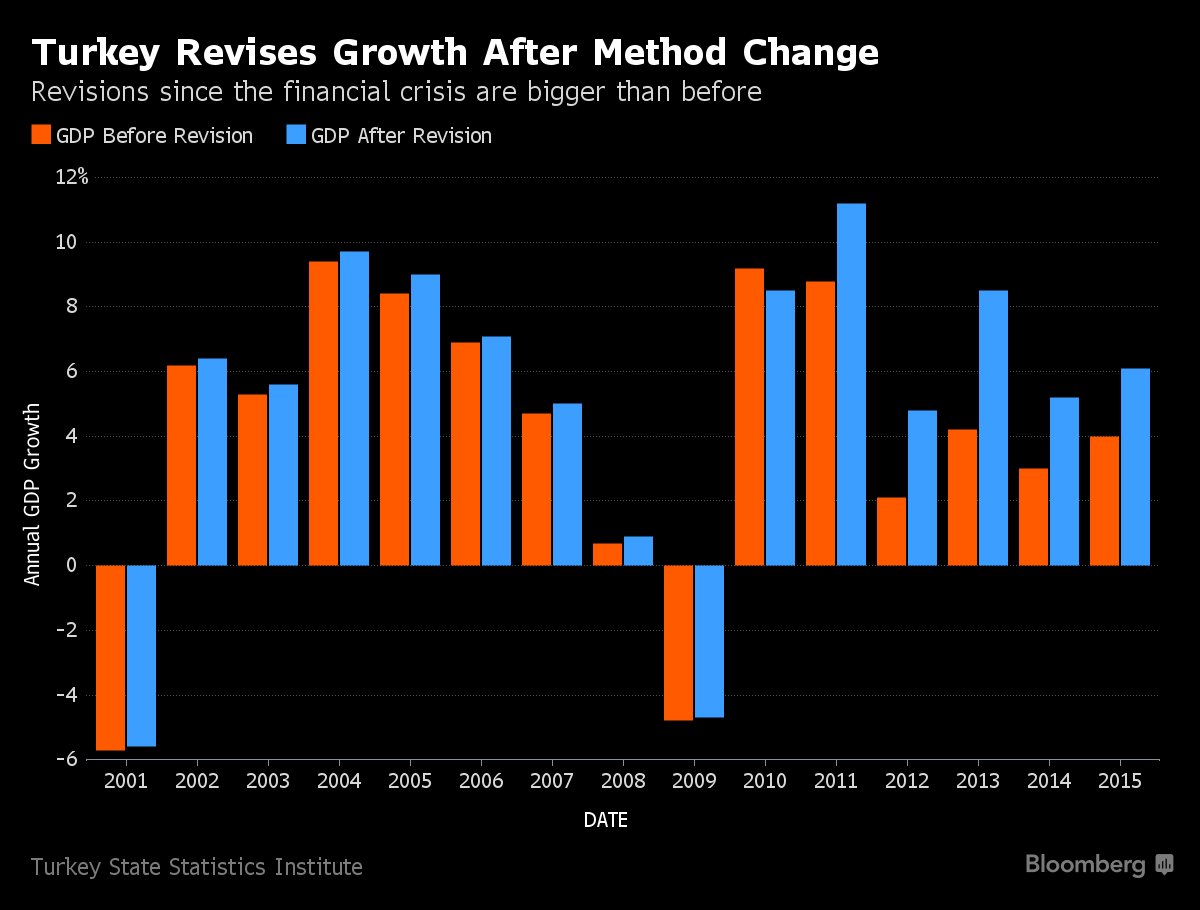 Turkey Revises Growth After Method Change
Revisions since the financial crisis are bigger than before
GDP Before Revision GDP After Revision
12%
10
8
6
4
2
0
-2
-4
-6
Annual GDP Growth
2001 2002 2003 2004 2005 2006 2007 2008 2009 2010 2011 2012 2013 2014 2015
DATE
Turkey State Statistics Institute
Bloomberg